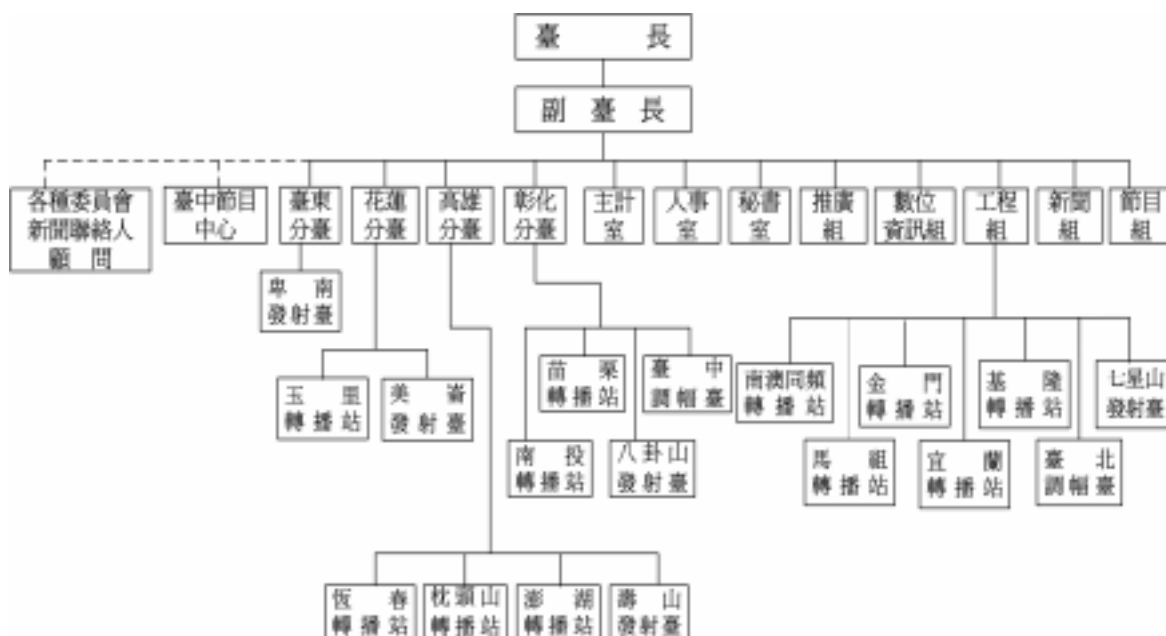 臺長
副臺長
各種委員會
新聞聯絡人
顧問
臺中節目
中心
臺東
分臺
花蓮
分臺
高雄
分臺
彰化
分臺
主計
室
人事
室
秘書
室
推廣
組
數位
資訊組
工程
組
新聞
組
節目
組
卑南
發射臺
玉里
轉播站
美崙
發射臺
苗栗
轉播站
臺中
調幅臺
南投
轉播站
八卦山
發射臺
南澳同頻
轉播站
金門
轉播站
基隆
轉播站
七星山
發射臺
馬祖
轉播站
宜蘭
轉播站
臺北
調幅臺
恆春
轉播站
枕頭山
轉播站
澎湖
轉播站
壽山
發射臺